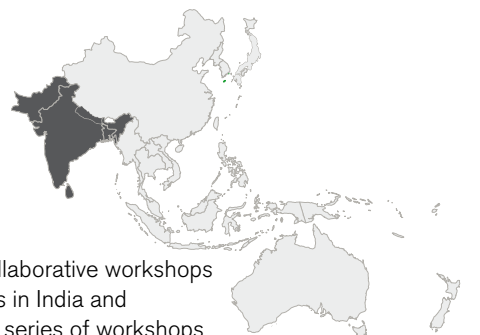 llaborative workshops
s in India and
series of workshops